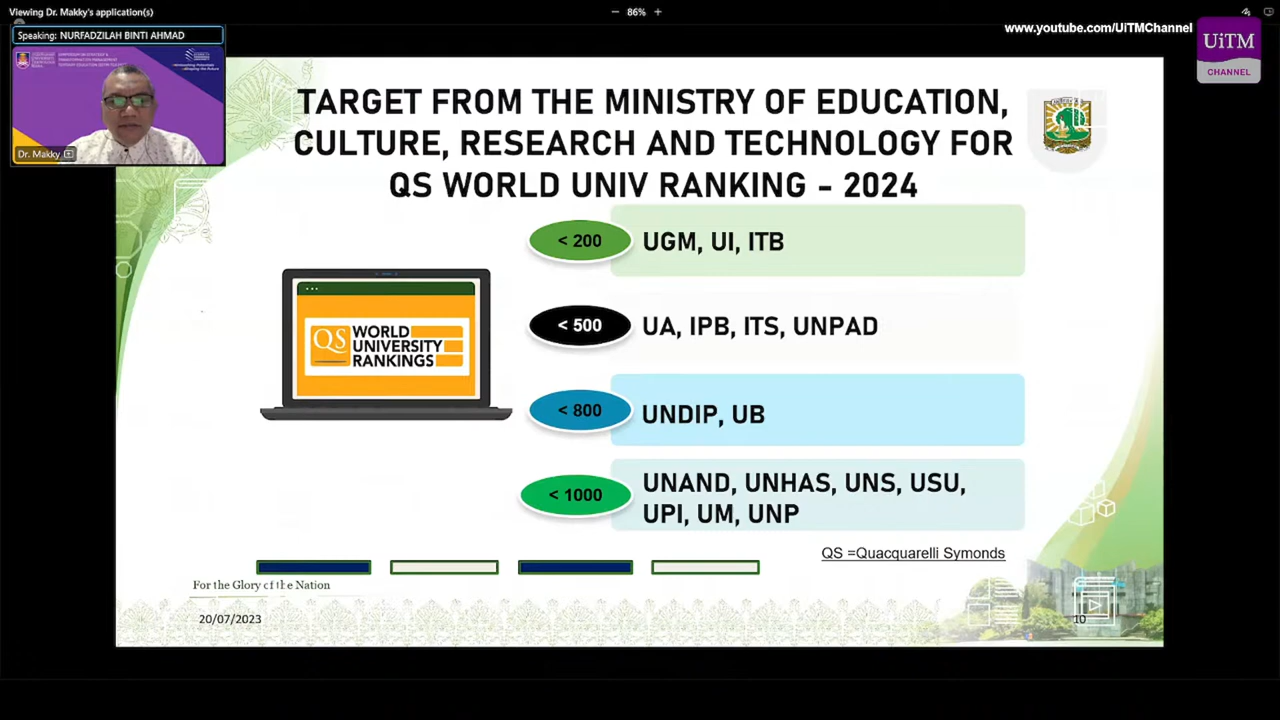 Viewing Dr. Makky's application(s)
− 86% +
Speaking: NURFADZILAH BINTI AHMAD
www.youtube.com/UiTMChannel
UiTM
CHANNEL
Dr. Makky
TARGET FROM THE MINISTRY OF EDUCATION,
CULTURE, RESEARCH AND TECHNOLOGY FOR
QS WORLD UNIV RANKING - 2024
< 200
UGM, UI, ITB
< 500
UA, IPB, ITS, UNPAD
< 800
UNDIP, UB
< 1000
UNAND, UNHAS, UNS, USU,
UPI, UM, UNP
QS
WORLD
UNIVERSITY
RANKINGS
QS =Quacquarelli Symonds
For the Glory of the Nation
20/07/2023
10